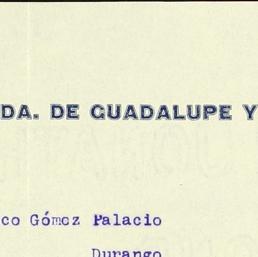 DA. DE GUADALUPE Y
co Gómez Palacio
Durango